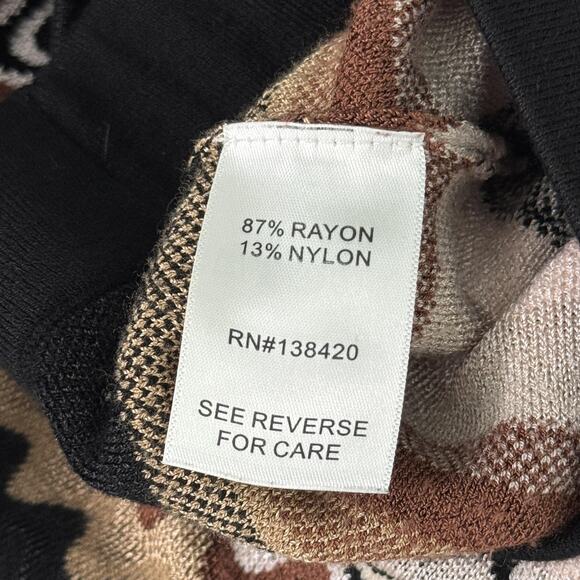 87% RAYON
13% NYLON
RN#138420
SEE REVERSE
FOR CARE